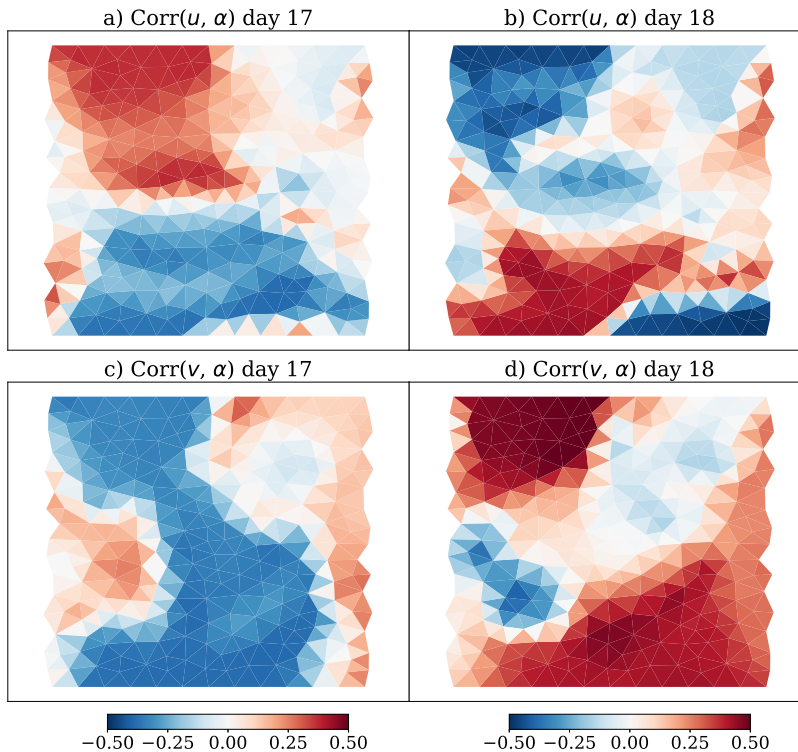 a) Corr(u, α) day 17
b) Corr(u, α) day 18
c) Corr(v, α) day 17
d) Corr(v, α) day 18
−0.50 −0.25 0.00 0.25 0.50
−0.50 −0.25 0.00 0.25 0.50